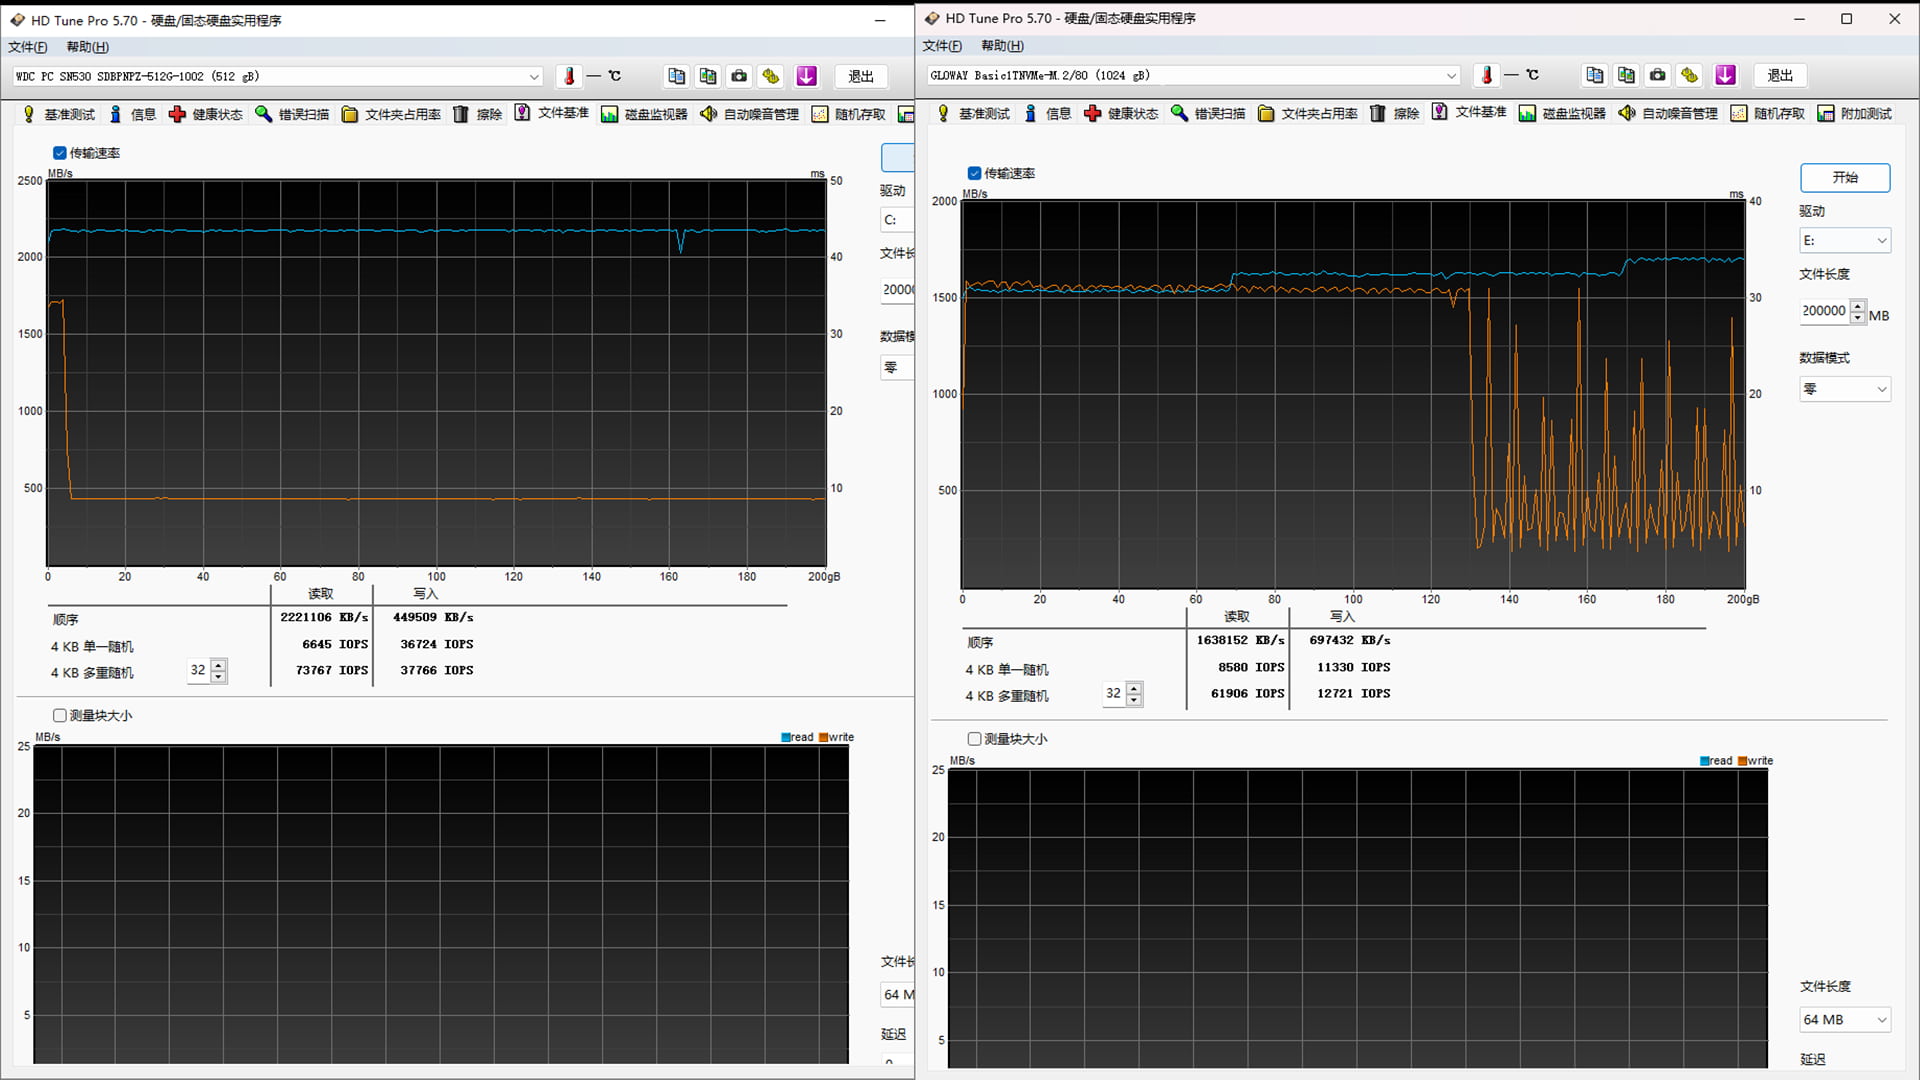 HD Tune Pro 5.70 - 硬盘/固态硬盘实用程序
文件(F) 帮助(H)
WDC PC SN530 SDBPNPZ-512G-1002 (512 gB)
— ℃
退出
基准测试 信息 健康状态 错误扫描 文件夹占用率 擦除 文件基准 磁盘监视器 自动噪音管理 随机存取
传输速率
MB/s ms
2500 50
2000 40
1500 30
1000 20
500 10
0 20 40 60 80 100 120 140 160 180 200gB
驱动
C:
文件长
20000
数据模
零
读取 写入
顺序 2221106 KB/s 449509 KB/s
4 KB 单一随机 6645 IOPS 36724 IOPS
4 KB 多重随机 32 73767 IOPS 37766 IOPS
测量块大小
MB/s read write
25
20
15
10
5
文件长
64 M
延迟
HD Tune Pro 5.70 - 硬盘/固态硬盘实用程序
文件(F) 帮助(H)
GLOWAY Basic1TNVMe-M.2/80 (1024 gB)
— ℃
退出
基准测试 信息 健康状态 错误扫描 文件夹占用率 擦除 文件基准 磁盘监视器 自动噪音管理 随机存取 附加测试
传输速率
MB/s ms
2000 40
1500 30
1000 20
500 10
0 20 40 60 80 100 120 140 160 180 200gB
开始
驱动
E:
文件长度
200000 MB
数据模式
零
读取 写入
顺序 1638152 KB/s 697432 KB/s
4 KB 单一随机 8580 IOPS 11330 IOPS
4 KB 多重随机 32 61906 IOPS 12721 IOPS
测量块大小
MB/s read write
25
20
15
10
5
文件长度
64 MB
延迟